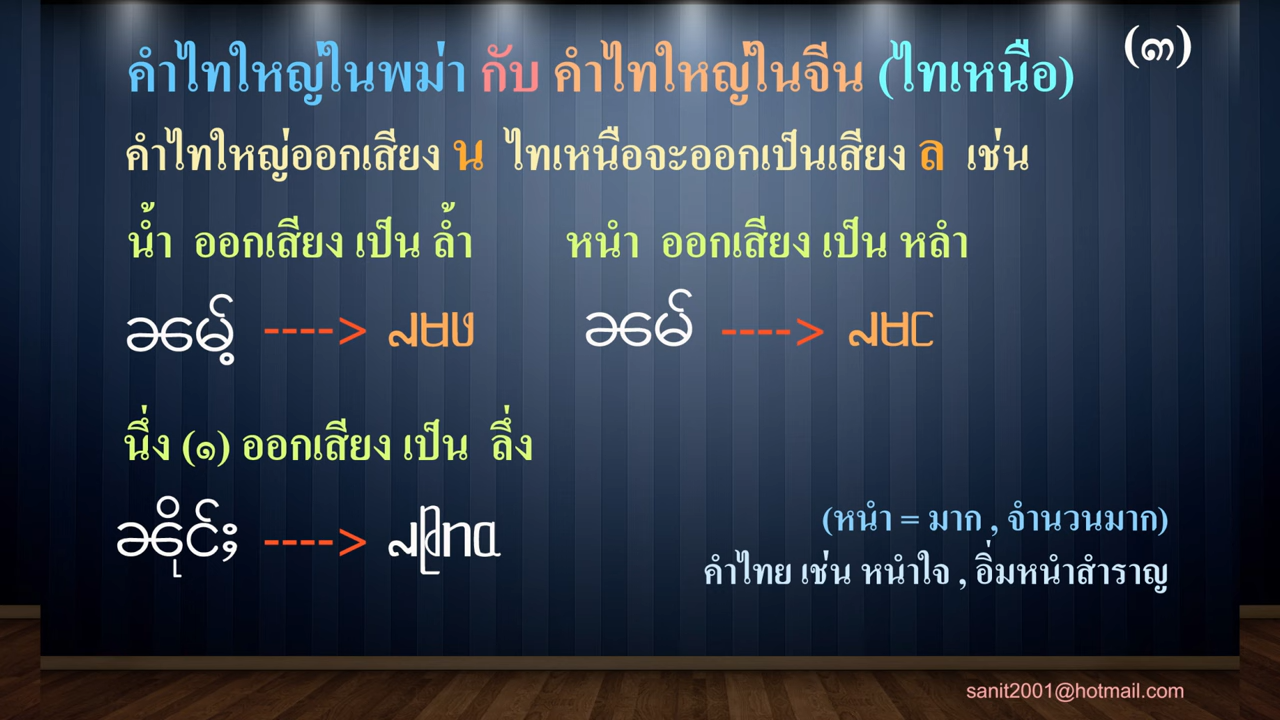 (๓)
คำไทใหญ่ในพม่า กับ คำไทใหญ่ในจีน (ไทเหนือ)
คำไทใหญ่ออกเสียง น ไทเหนือจะออกเป็นเสียง ล เช่น
น้ำ ออกเสียง เป็น ล้ำ หนำ ออกเสียง เป็น หลำ
ၼမ်ႉ ----> ᥘᥛᥳ ၼမ် ----> ᥘᥛᥴ
นึ่ง (๑) ออกเสียง เป็น ลึ่ง
ၼိုင်ႈ ----> ᥘᥫᥒᥲ
(หนำ = มาก , จำนวนมาก)
คำไทย เช่น หนำใจ , อิ่มหนำสำราญ
sanit2001@hotmail.com